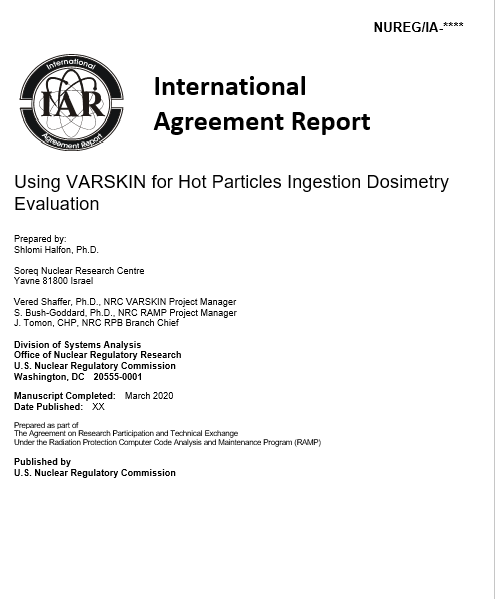 NUREG/IA-****
International
IAR
Agreement Report
International
Agreement Report
Using VARSKIN for Hot Particles Ingestion Dosimetry
Evaluation
Prepared by:
Shlomi Halfon, Ph.D.
Soreq Nuclear Research Centre
Yavne 81800 Israel
Vered Shaffer, Ph.D., NRC VARSKIN Project Manager
S. Bush-Goddard, Ph.D., NRC RAMP Project Manager
J. Tomon, CHP, NRC RPB Branch Chief
Division of Systems Analysis
Office of Nuclear Regulatory Research
U.S. Nuclear Regulatory Commission
Washington, DC 20555-0001
Manuscript Completed: March 2020
Date Published: XX
Prepared as part of
The Agreement on Research Participation and Technical Exchange
Under the Radiation Protection Computer Code Analysis and Maintenance Program (RAMP)
Published by
U.S. Nuclear Regulatory Commission